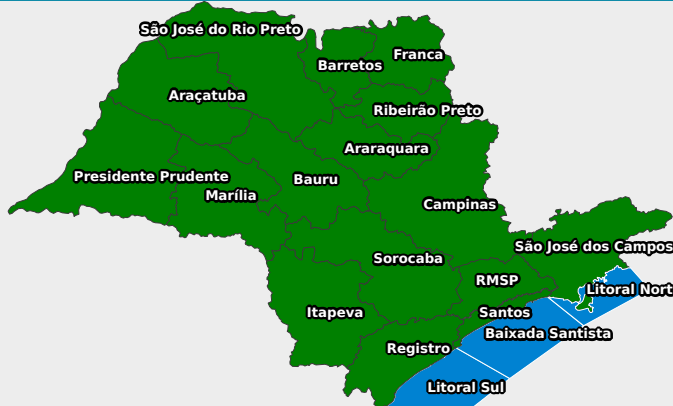 São José do Rio Preto
Franca
Barretos
Araçatuba
Ribeirão Preto
Araraquara
Presidente Prudente
Bauru
Marília
Campinas
São José dos Campos
Sorocaba
RMSP
Litoral Nort
Itapeva
Santos
Baixada Santista
Registro
Litoral Sul